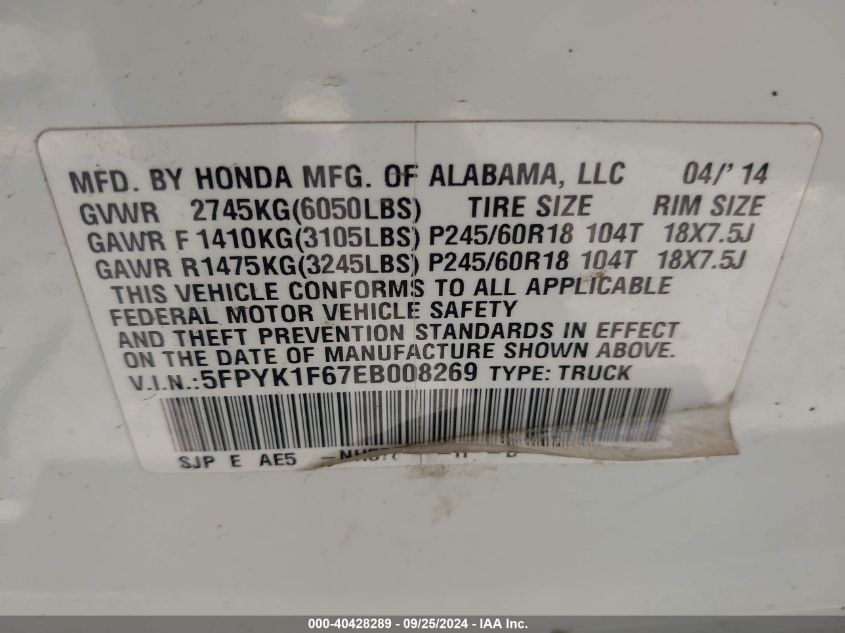 MFD. BY HONDA MFG. OF ALABAMA, LLC 04/'14
GVWR 2745KG(6050LBS) TIRE SIZE RIM SIZE
GAWR F1410KG(3105LBS) P245/60R18 104T 18X7.5J
GAWR R1475KG(3245LBS) P245/60R18 104T 18X7.5J
THIS VEHICLE CONFORMS TO ALL APPLICABLE
FEDERAL MOTOR VEHICLE SAFETY
AND THEFT PREVENTION STANDARDS IN EFFECT
ON THE DATE OF MANUFACTURE SHOWN ABOVE.
V.I.N.:5FPYK1F67EB008269 TYPE: TRUCK
SJP E AE5
000-40428289 - 09/25/2024 - IAA Inc.